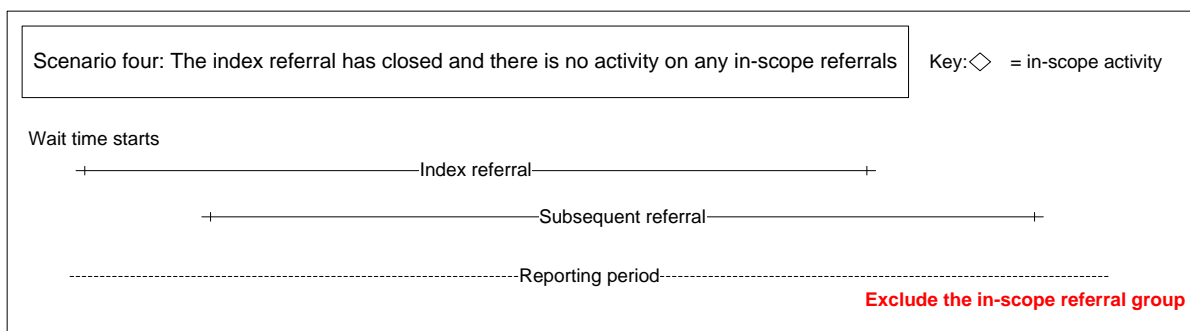 Scenario four: The index referral has closed and there is no activity on any in-scope referrals
Key: = in-scope activity
Wait time starts
Index referral
Subsequent referral
Reporting period
Exclude the in-scope referral group